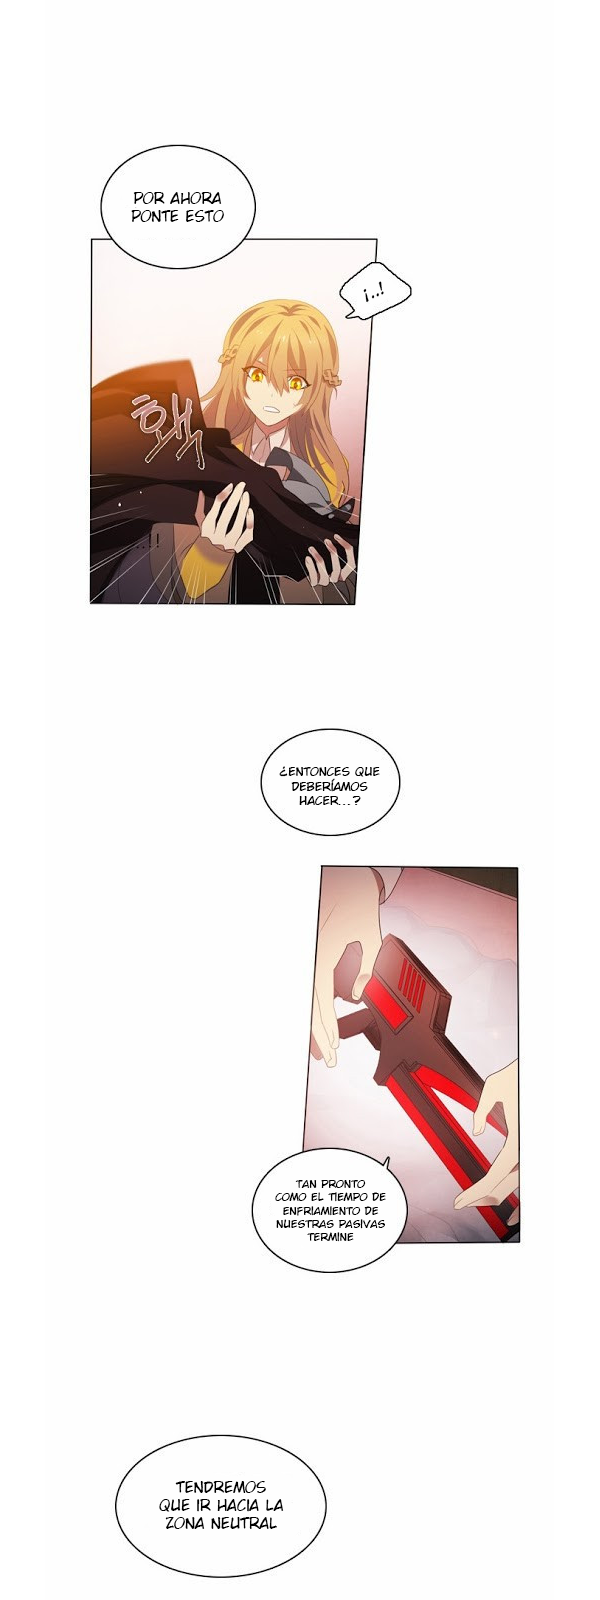 POR AHORA
PONTE ESTO
¡..!
핵
...!
¿ENTONCES QUE
DEBERÍAMOS
HACER...?
TAN PRONTO
COMO EL TIEMPO DE
ENFRIAMIENTO DE
NUESTRAS PASIVAS
TERMINE
TENDREMOS
QUE IR HACIA LA
ZONA NEUTRAL